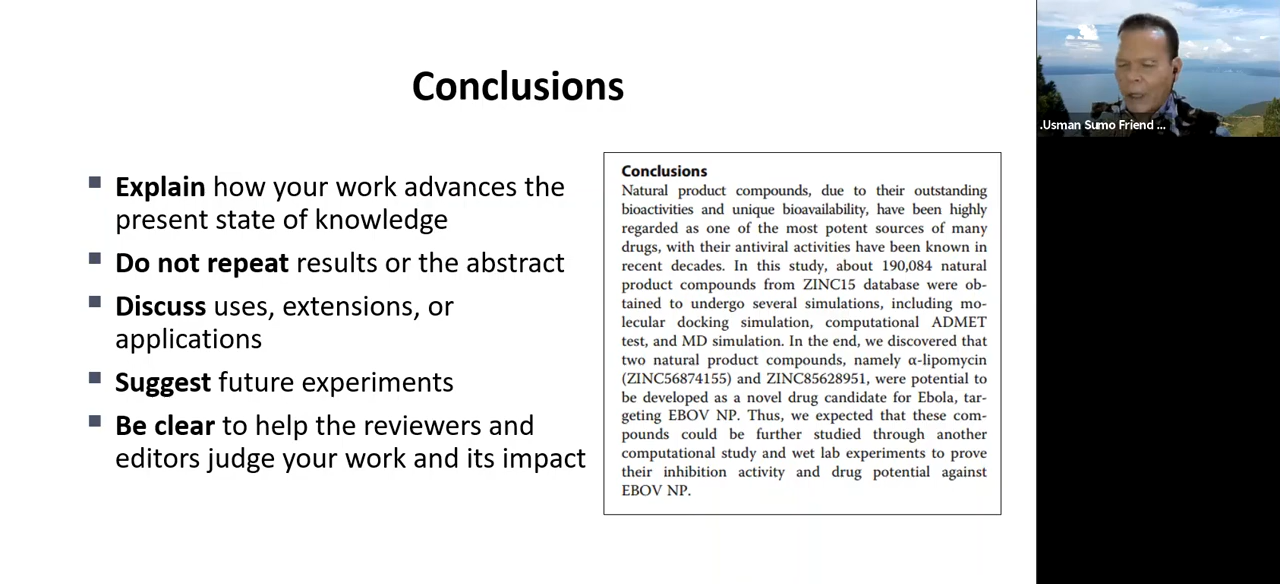 Conclusions
Explain how your work advances the
present state of knowledge
Do not repeat results or the abstract
Discuss uses, extensions, or
applications
Suggest future experiments
Be clear to help the reviewers and
editors judge your work and its impact
Conclusions
Natural product compounds, due to their outstanding
bioactivities and unique bioavailability, have been highly
regarded as one of the most potent sources of many
drugs, with their antiviral activities have been known in
recent decades. In this study, about 190,084 natural
product compounds from ZINC15 database were ob-
tained to undergo several simulations, including mo-
lecular docking simulation, computational ADMET
test, and MD simulation. In the end, we discovered that
two natural product compounds, namely α-lipomycin
(ZINC56874155) and ZINC85628951, were potential to
be developed as a novel drug candidate for Ebola, tar-
geting EBOV NP. Thus, we expected that these com-
pounds could be further studied through another
computational study and wet lab experiments to prove
their inhibition activity and drug potential against
EBOV NP.
.Usman Sumo Friend ...